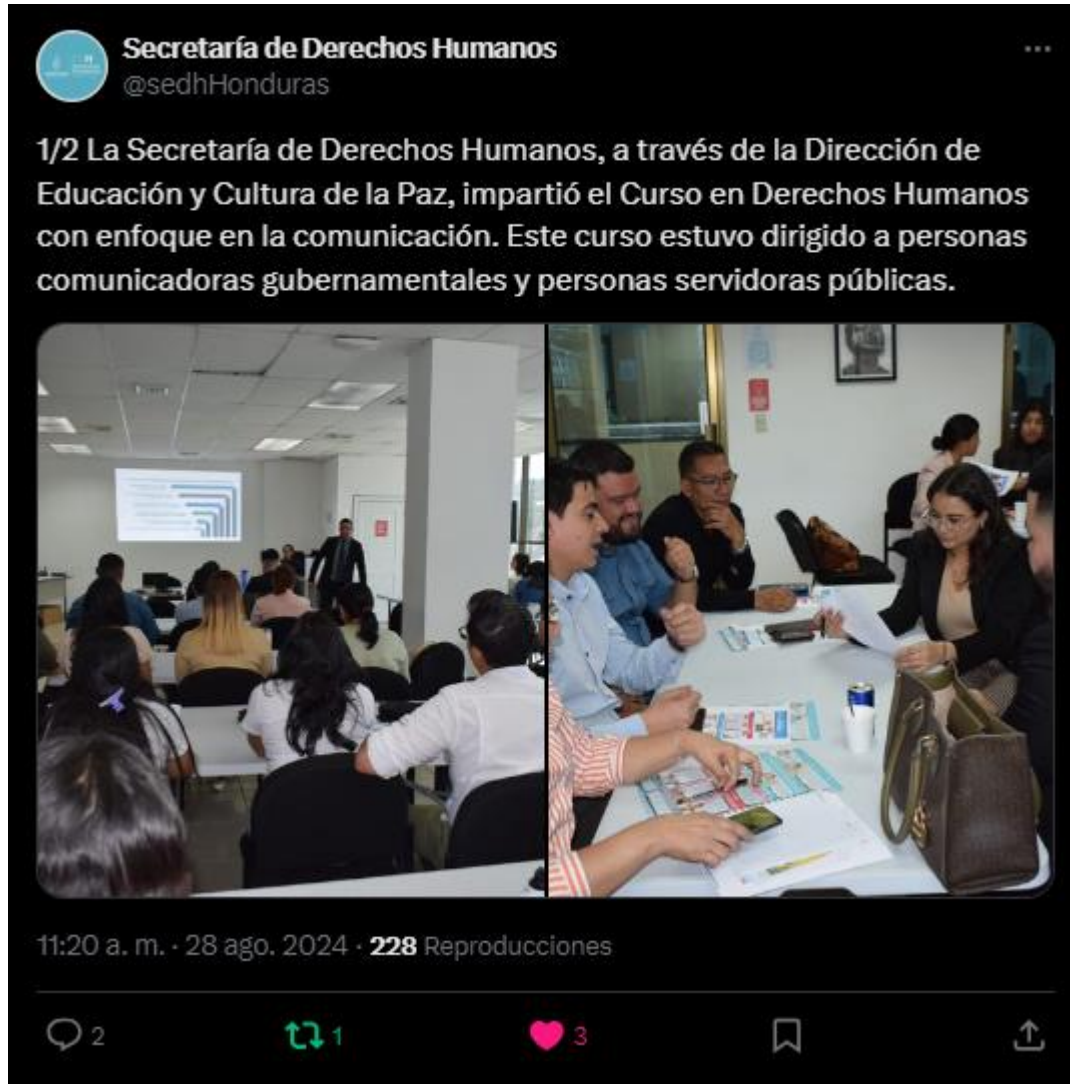 Secretaría de Derechos Humanos
@sedhHonduras
1/2 La Secretaría de Derechos Humanos, a través de la Dirección de
Educación y Cultura de la Paz, impartió el Curso en Derechos Humanos
con enfoque en la comunicación. Este curso estuvo dirigido a personas
comunicadoras gubernamentales y personas servidoras públicas.
11:20 a. m. · 28 ago. 2024 · 228 Reproducciones
2 1 3